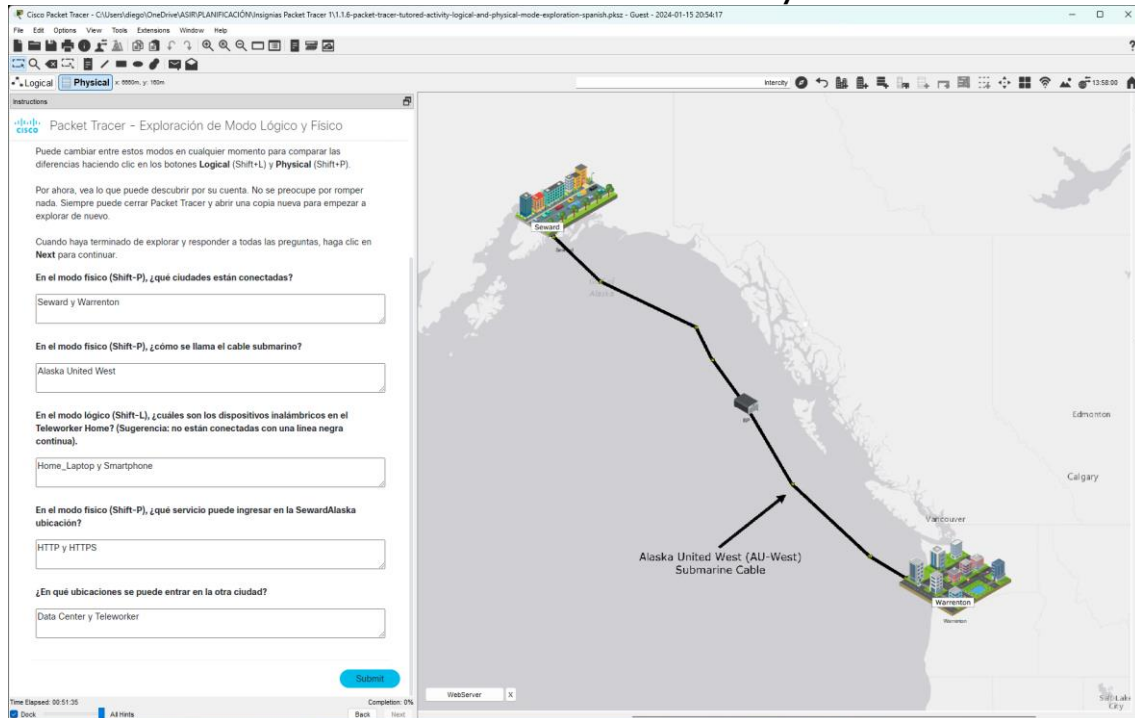 Cisco Packet Tracer - C:\Users\diego\OneDrive\ASIR\PLANIFICACIÓN\Insignias Packet Tracer 1\1.1.6-packet-tracer-tutored-activity-logical-and-physical-mode-exploration-spanish.pksz - Guest - 2024-01-15 20:54:17
File Edit Options View Tools Extensions Window Help
Logical Physical x: 6660m, y: 160m Intercity 13:58:00
Instructions
CISCO Packet Tracer - Exploración de Modo Lógico y Físico
Puede cambiar entre estos modos en cualquier momento para comparar las
diferencias haciendo clic en los botones Logical (Shift+L) y Physical (Shift+P).
Por ahora, vea lo que puede descubrir por su cuenta. No se preocupe por romper
nada. Siempre puede cerrar Packet Tracer y abrir una copia nueva para empezar a
explorar de nuevo.
Cuando haya terminado de explorar y responder a todas las preguntas, haga clic en
Next para continuar.
En el modo físico (Shift-P), ¿qué ciudades están conectadas?
Seward y Warrenton
En el modo físico (Shift-P), ¿cómo se llama el cable submarino?
Alaska United West
En el modo lógico (Shift-L), ¿cuáles son los dispositivos inalámbricos en el
Teleworker Home? (Sugerencia: no están conectadas con una línea negra
continua).
Home_Laptop y Smartphone
En el modo físico (Shift-P), ¿qué servicio puede ingresar en la SewardAlaska
ubicación?
HTTP y HTTPS
¿En qué ubicaciones se puede entrar en la otra ciudad?
Data Center y Teleworker
Submit
Time Elapsed: 00:51:35 Completion: 0%
Dock All Hints Back Next
Seward
Alaska
Edmonton
Calgary
Vancouver
Alaska United West (AU-West)
Submarine Cable
Warrenton
Warrenton
WebServer X
Salt Lake
City